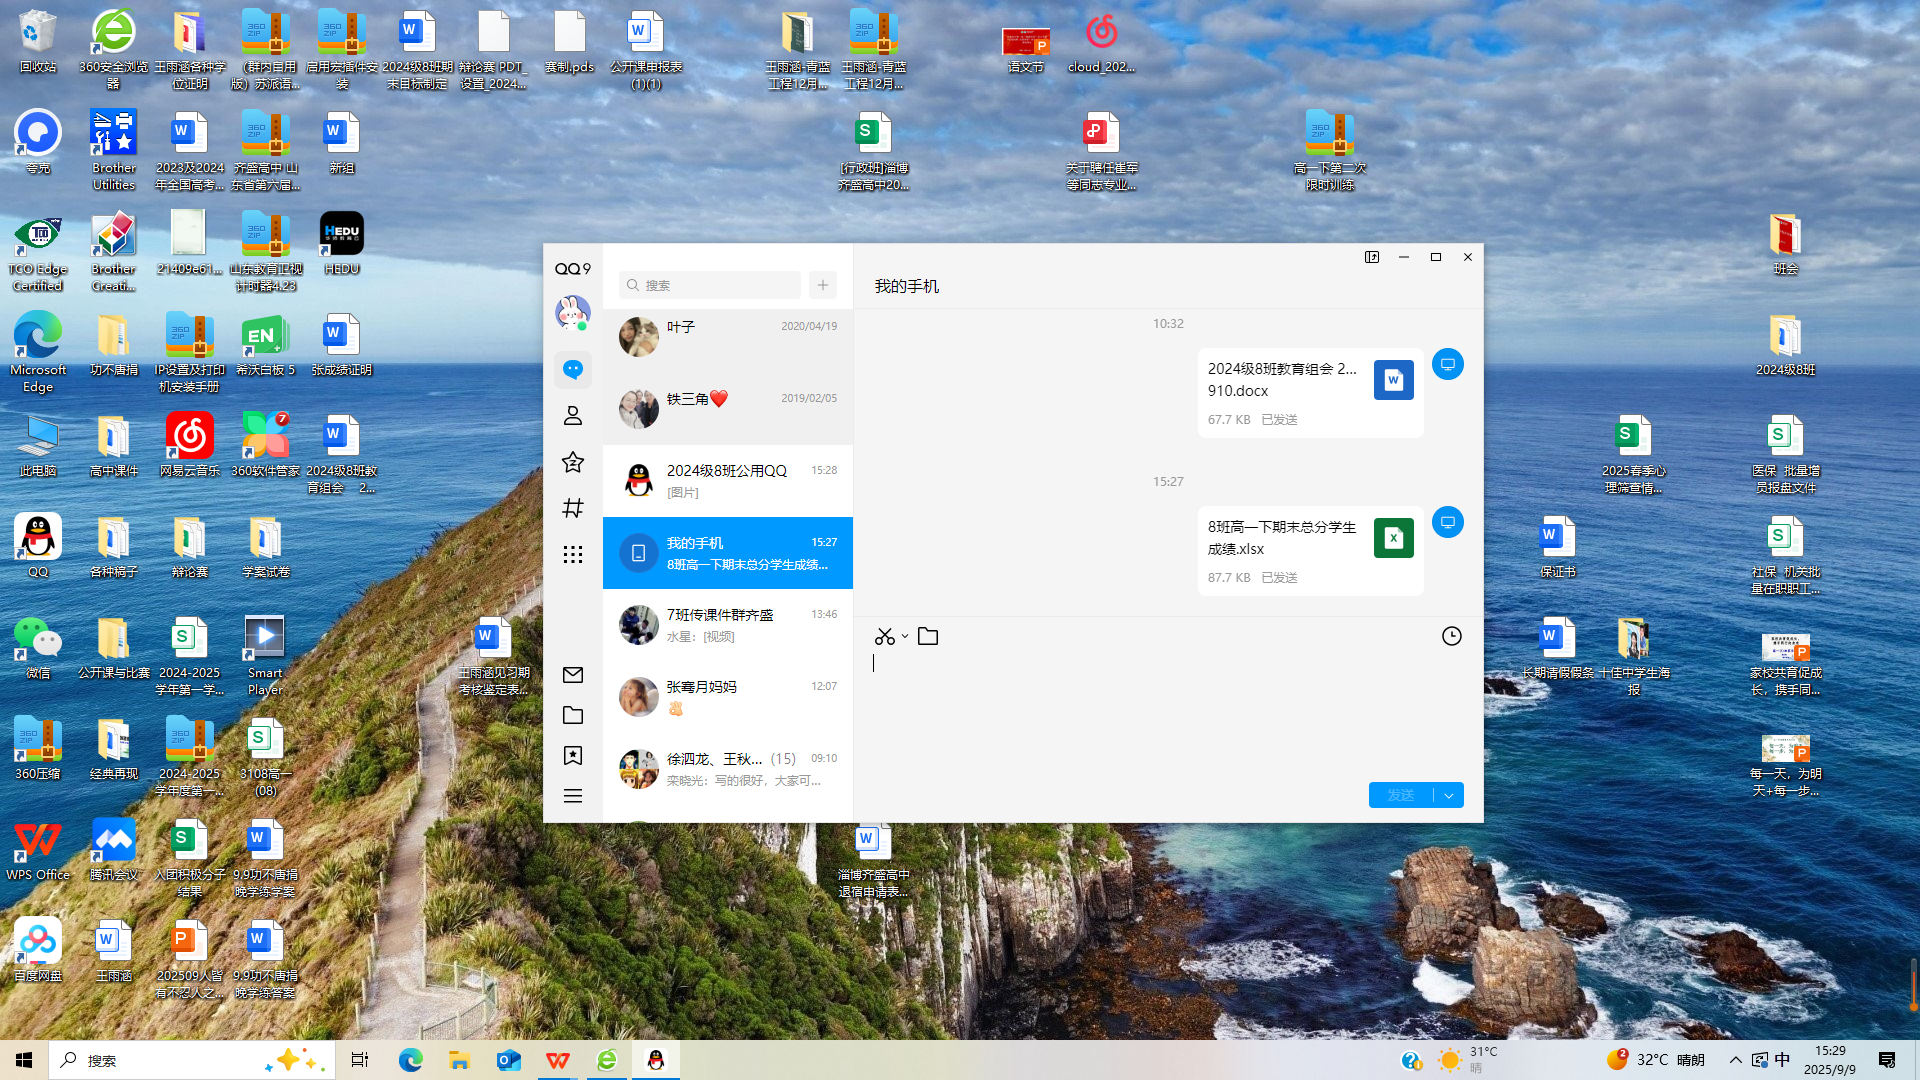 回收站
360安全浏览
器
王雨涵各种学
位证明
（群内自用
版）苏派语...
启用宏插件安
装
2024级8班期
末目标制定
辩论赛 PDT_
设置_2024...
赛制.pds
公开课申报表
(1)(1)
王雨涵-青蓝
工程12月...
王雨涵-青蓝
工程12月...
语文节
cloud_202...
夸克
Brother
Utilities
2023及2024
年全国高考...
齐盛高中 山
东省第六届...
新组
[行政班]淄博
齐盛高中20...
关于聘任崔军
等同志专业...
高一下第二次
限时训练
TCO Edge
Certified
Brother
Creati...
21409e61...
山东教育卫视
计时器4.23
HEDU
班会
Microsoft
Edge
功不唐捐
IP设置及打印
机安装手册
希沃白板 5
张成绩证明
2024级8班
此电脑
高中课件
网易云音乐
360软件管家
2024级8班教
育组会 2...
2025春季心
理筛查情...
医保_批量增
员报盘文件
QQ
各种稿子
辩论赛
学案试卷
保证书
社保_机关批
量在职职工...
微信
公开课与比赛
2024-2025
学年第一学...
Smart
Player
王雨涵见习期
考核鉴定表...
长期请假假条
十佳中学生海
报
家校共育促成
长，携手同...
360压缩
经典再现
2024-2025
学年度第一...
3108高一
(08)
每一天，为明
天+每一步...
WPS Office
腾讯会议
入团积极分子
结果
9.9功不唐捐
晚学练学案
淄博齐盛高中
退宿申请表...
百度网盘
王雨涵
202509人皆
有不忍人之...
9.9功不唐捐
晚学练答案
QQ9
搜索
叶子
2020/04/19
铁三角
2019/02/05
2024级8班公用QQ
15:28
[图片]
我的手机
15:27
8班高一下期末总分学生成绩...
7班传课件群齐盛
13:46
水星：[视频]
张骞月妈妈
12:07
徐泗龙、王秋... (15)
09:10
栾晓光：写的很好，大家可...
我的手机
10:32
2024级8班教育组会 2...
910.docx
67.7 KB 已发送
15:27
8班高一下期末总分学生
成绩.xlsx
87.7 KB 已发送
发送
搜索
31°C
晴
32°C 晴朗
中
15:29
2025/9/9